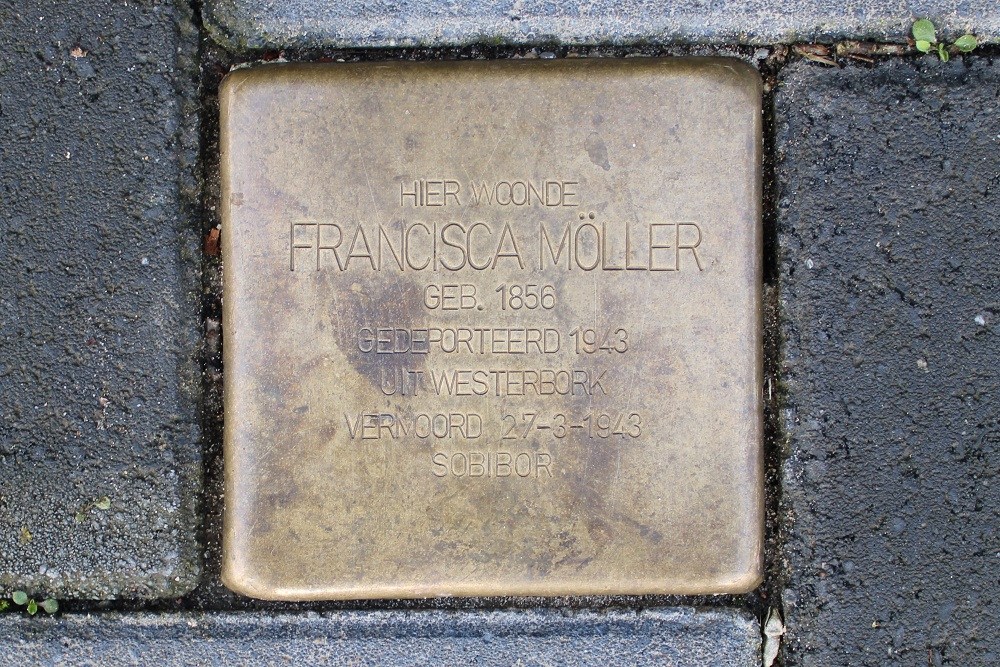 HIER WOONDE
FRANCISCA MÖLLER
GEB. 1856
GEDEPORTEERD 1943
UIT WESTERBORK
VERMOORD 27-3-1943
SOBIBOR